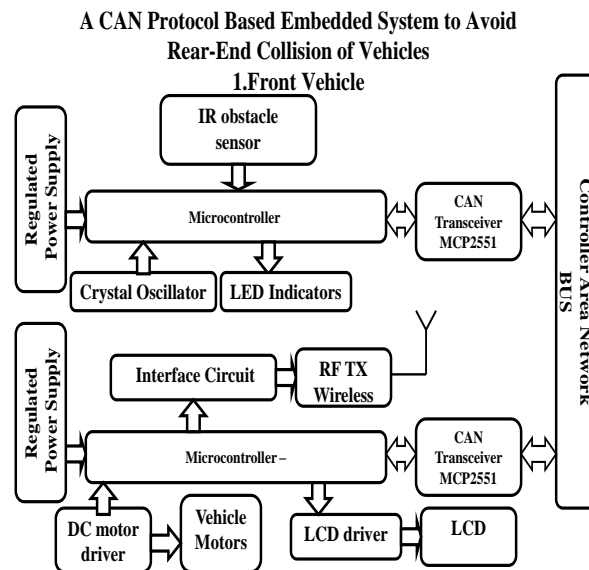 A CAN Protocol Based Embedded System to Avoid
Rear-End Collision of Vehicles
1.Front Vehicle
IR obstacle
sensor
Regulated
Power Supply
Microcontroller
CAN
Transceiver
MCP2551
Controller Area Network
BUS
Crystal Oscillator
LED Indicators
Regulated
Power Supply
Interface Circuit
RF TX
Wireless
Microcontroller –
CAN
Transceiver
MCP2551
DC motor
driver
Vehicle
Motors
LCD driver
LCD